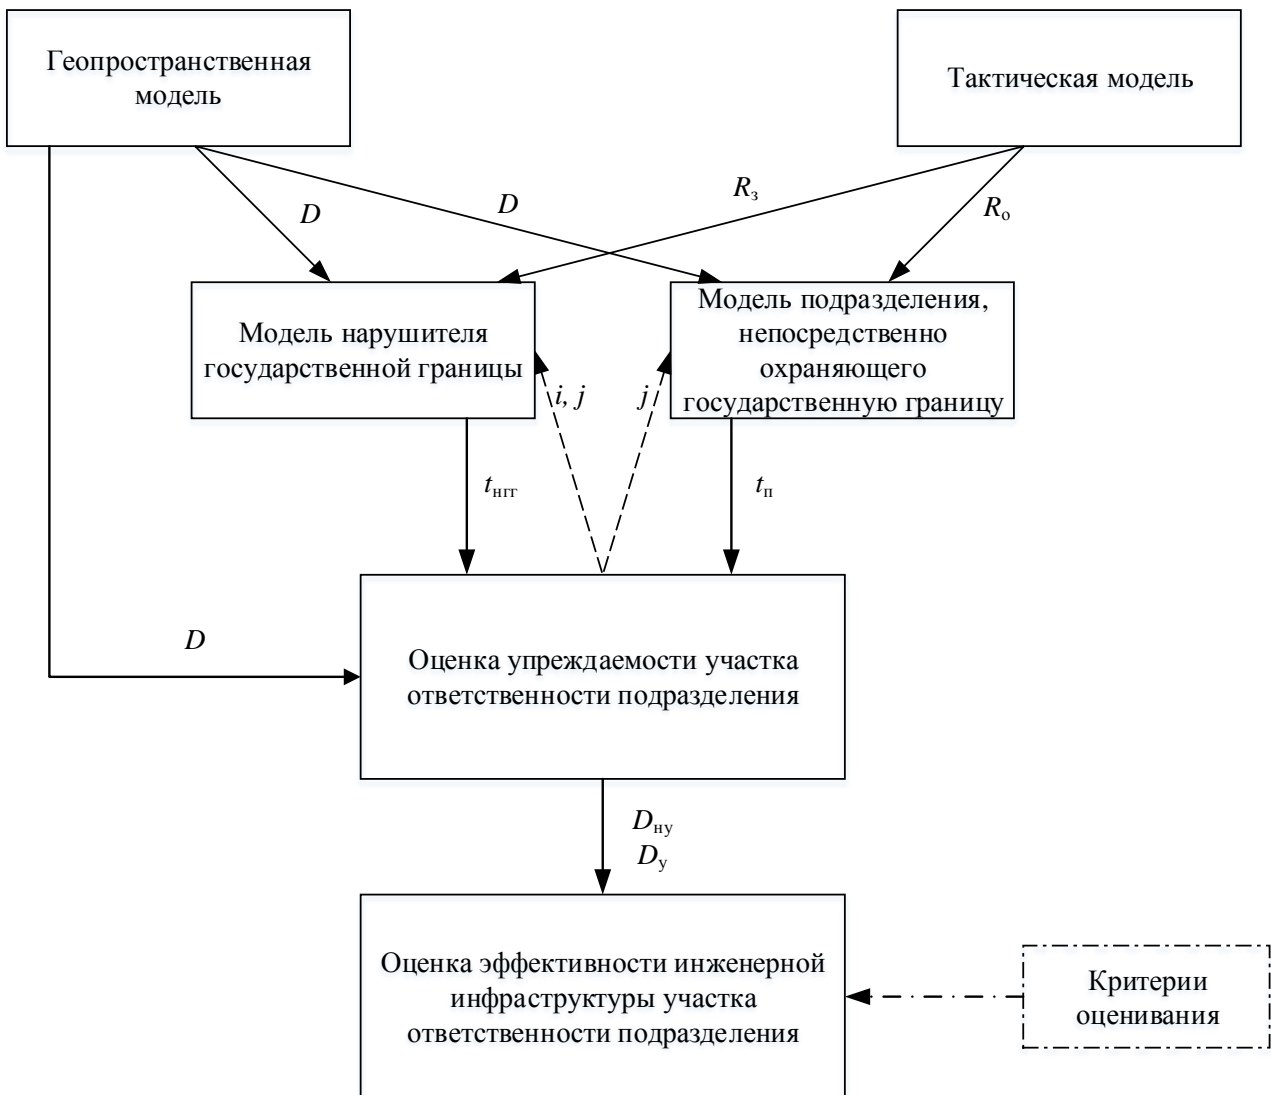 Геопространственная
модель
Тактическая модель
D
D
Rз
Rо
Модель нарушителя
государственной границы
Модель подразделения,
непосредственно
охраняющего
государственную границу
i, j
j
tнгг
tп
D
Оценка упреждаемости участка
ответственности подразделения
Dну
Dу
Оценка эффективности инженерной
инфраструктуры участка
ответственности подразделения
Критерии
оценивания